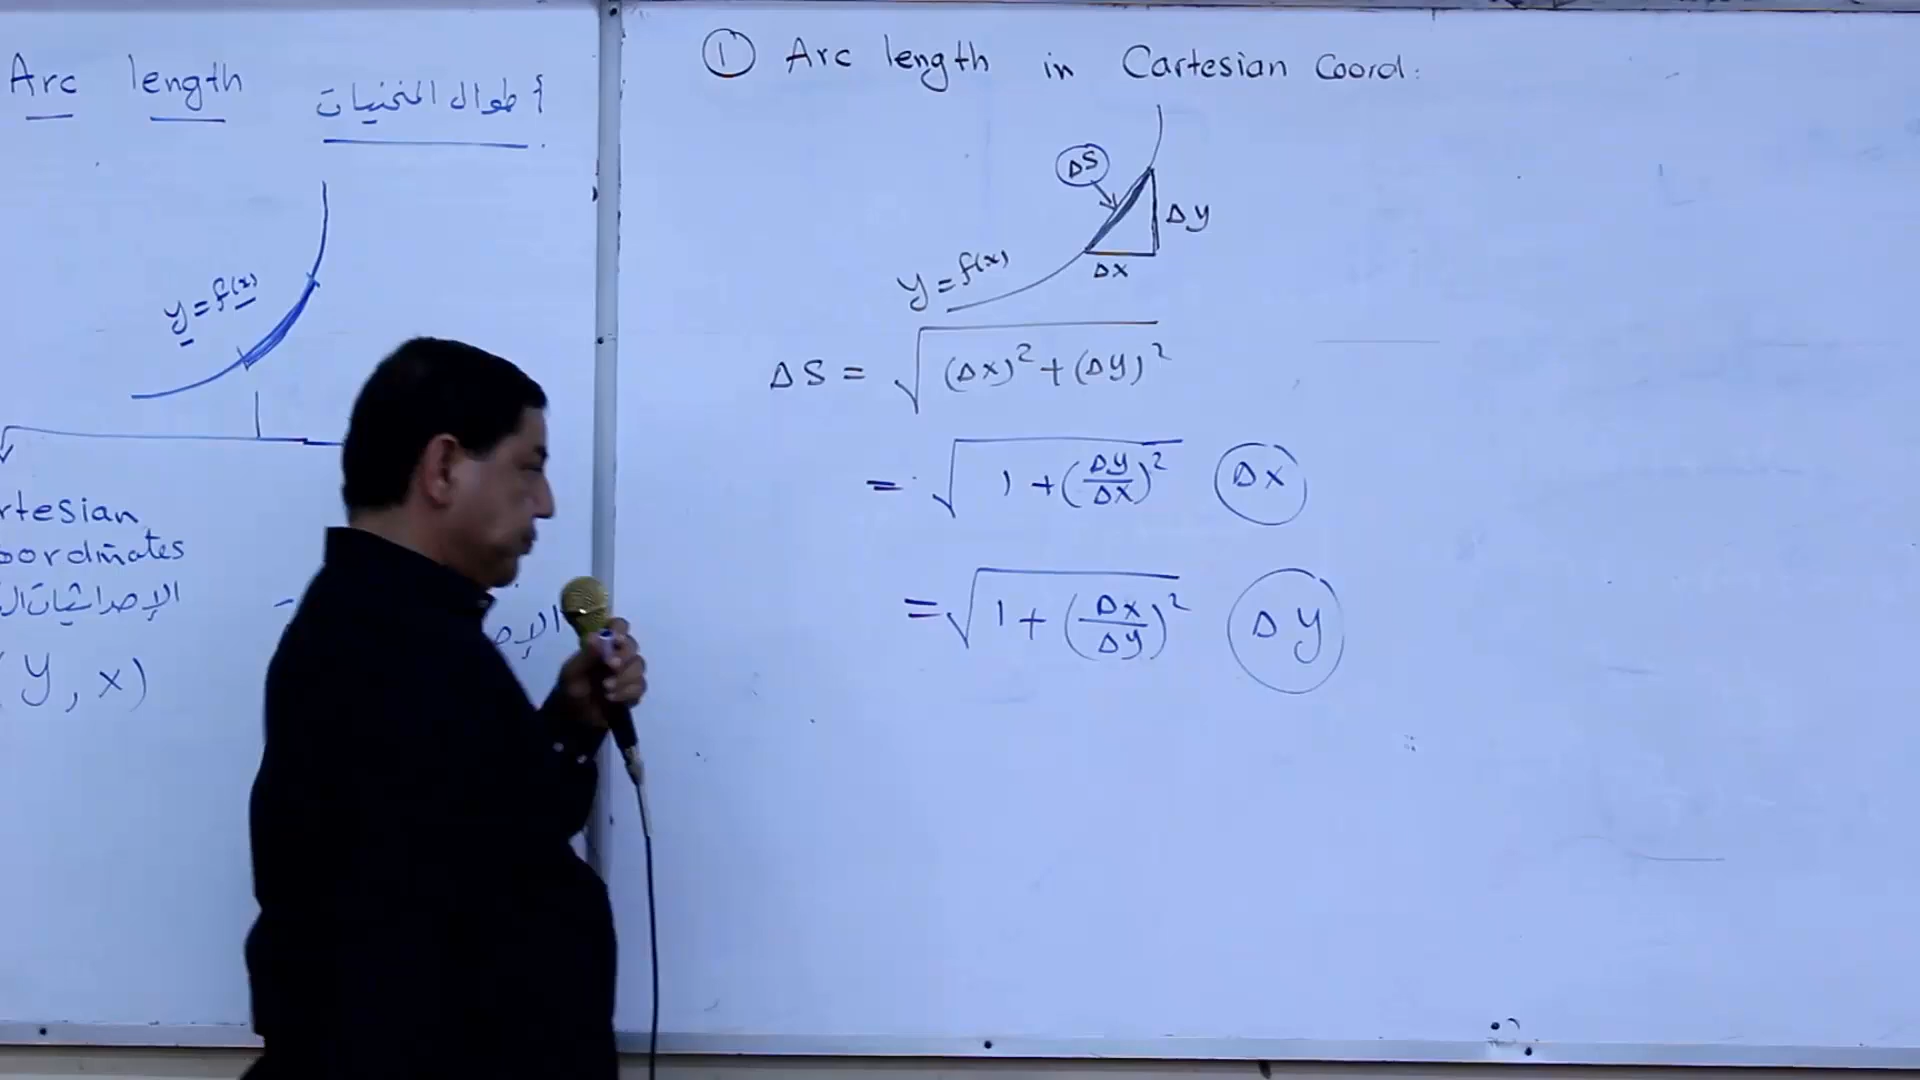 Arc length أطوال المنحنيات
y = f(x)
rtesian
oordinates
(y, x)
① Arc length in Cartesian Coord:
ΔS
Δy
Δx
y = f(x)
ΔS = √((Δx)² + (Δy)²)
= √(1 + (Δy/Δx)²) Δx
= √(1 + (Δx/Δy)²) Δy